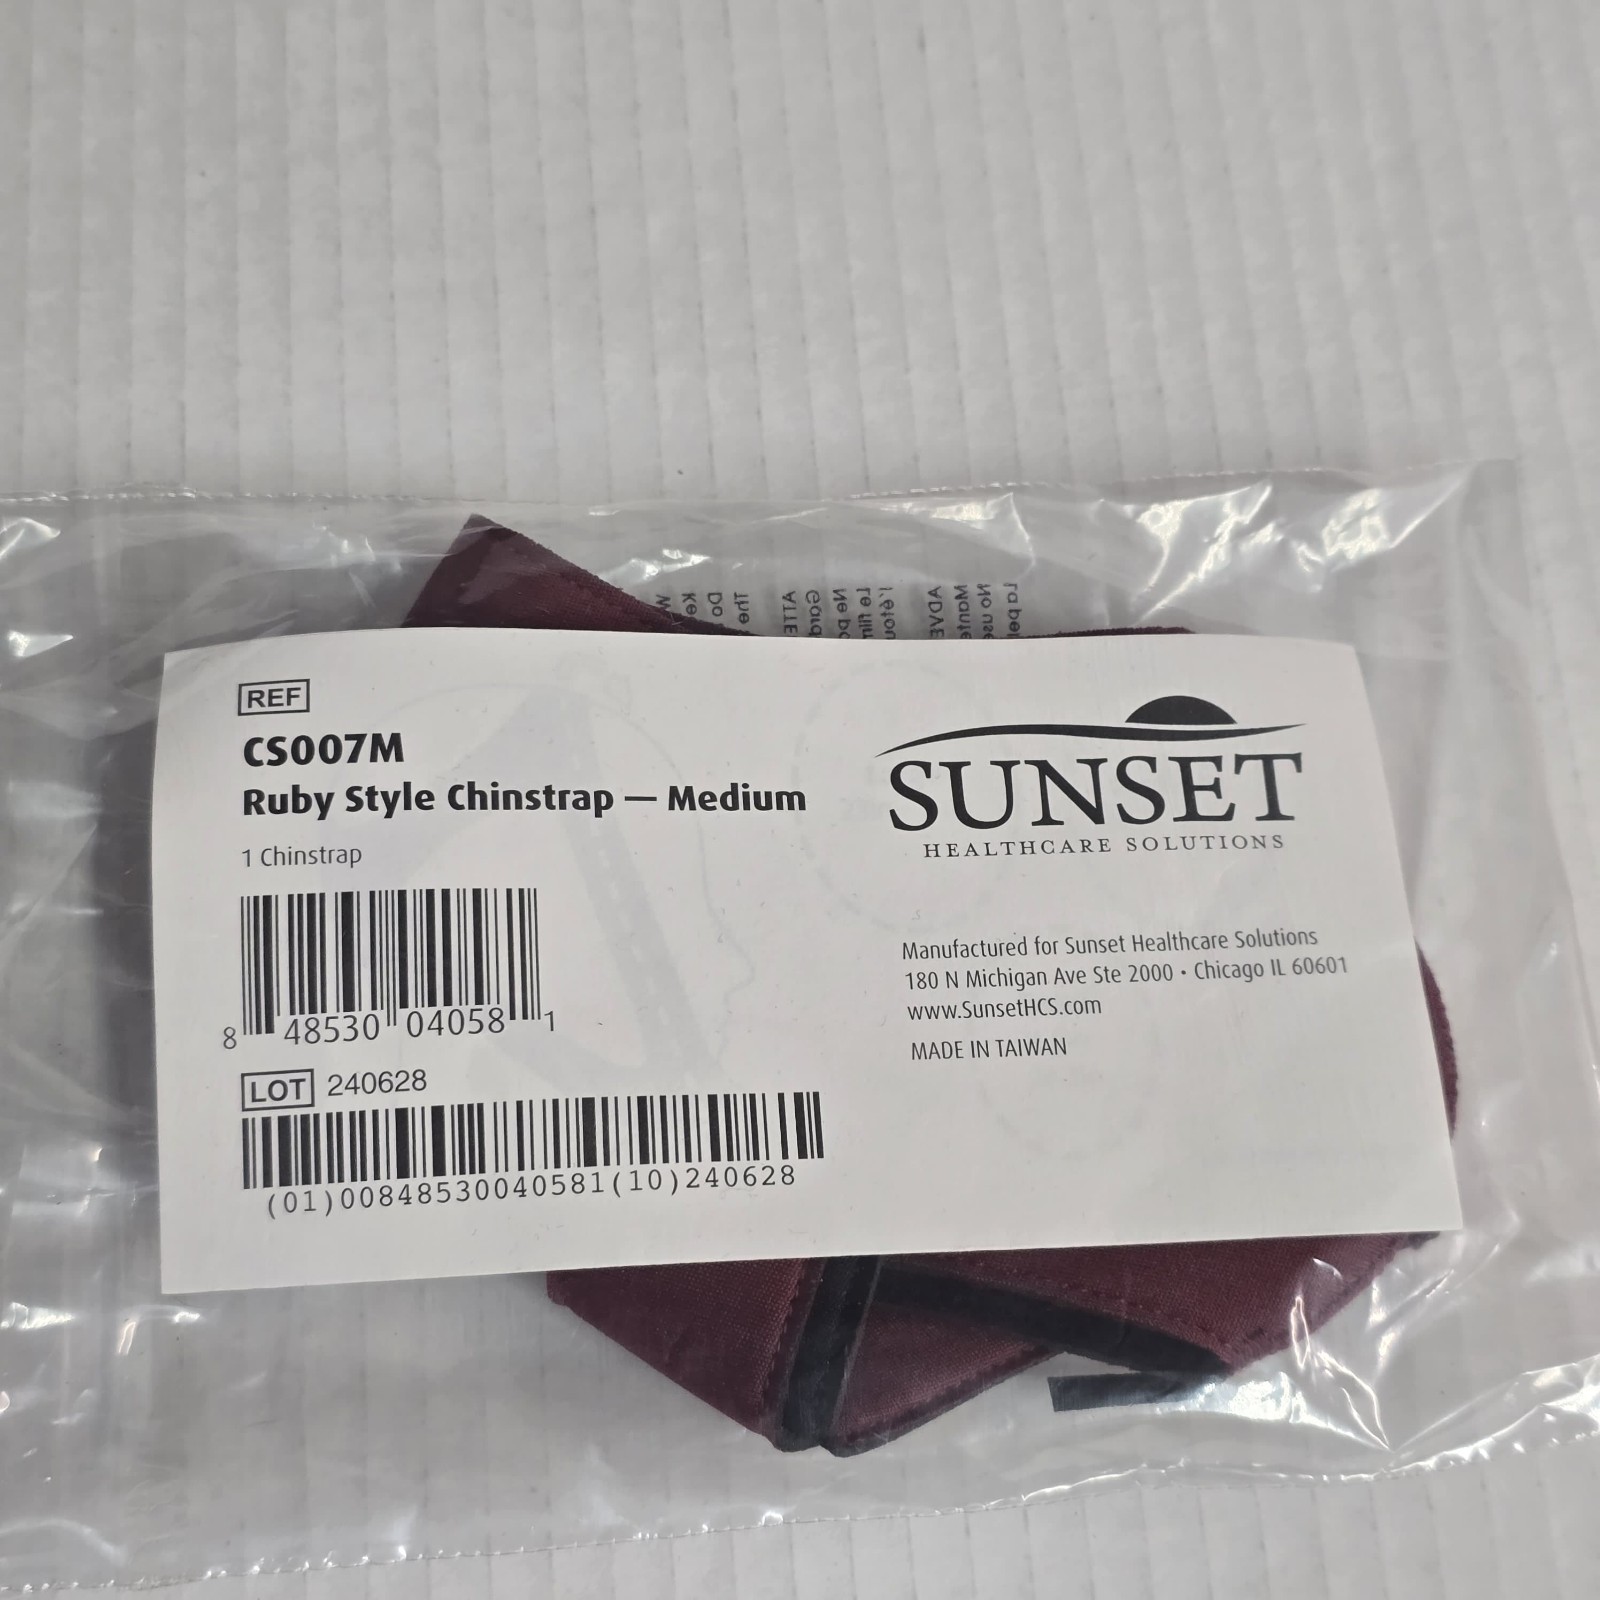 REF
CS007M
Ruby Style Chinstrap — Medium
1 Chinstrap
8 48530 04058 1
LOT 240628
(01)00848530040581(10)240628
SUNSET
HEALTHCARE SOLUTIONS
Manufactured for Sunset Healthcare Solutions
180 N Michigan Ave Ste 2000 • Chicago IL 60601
www.SunsetHCS.com
MADE IN TAIWAN